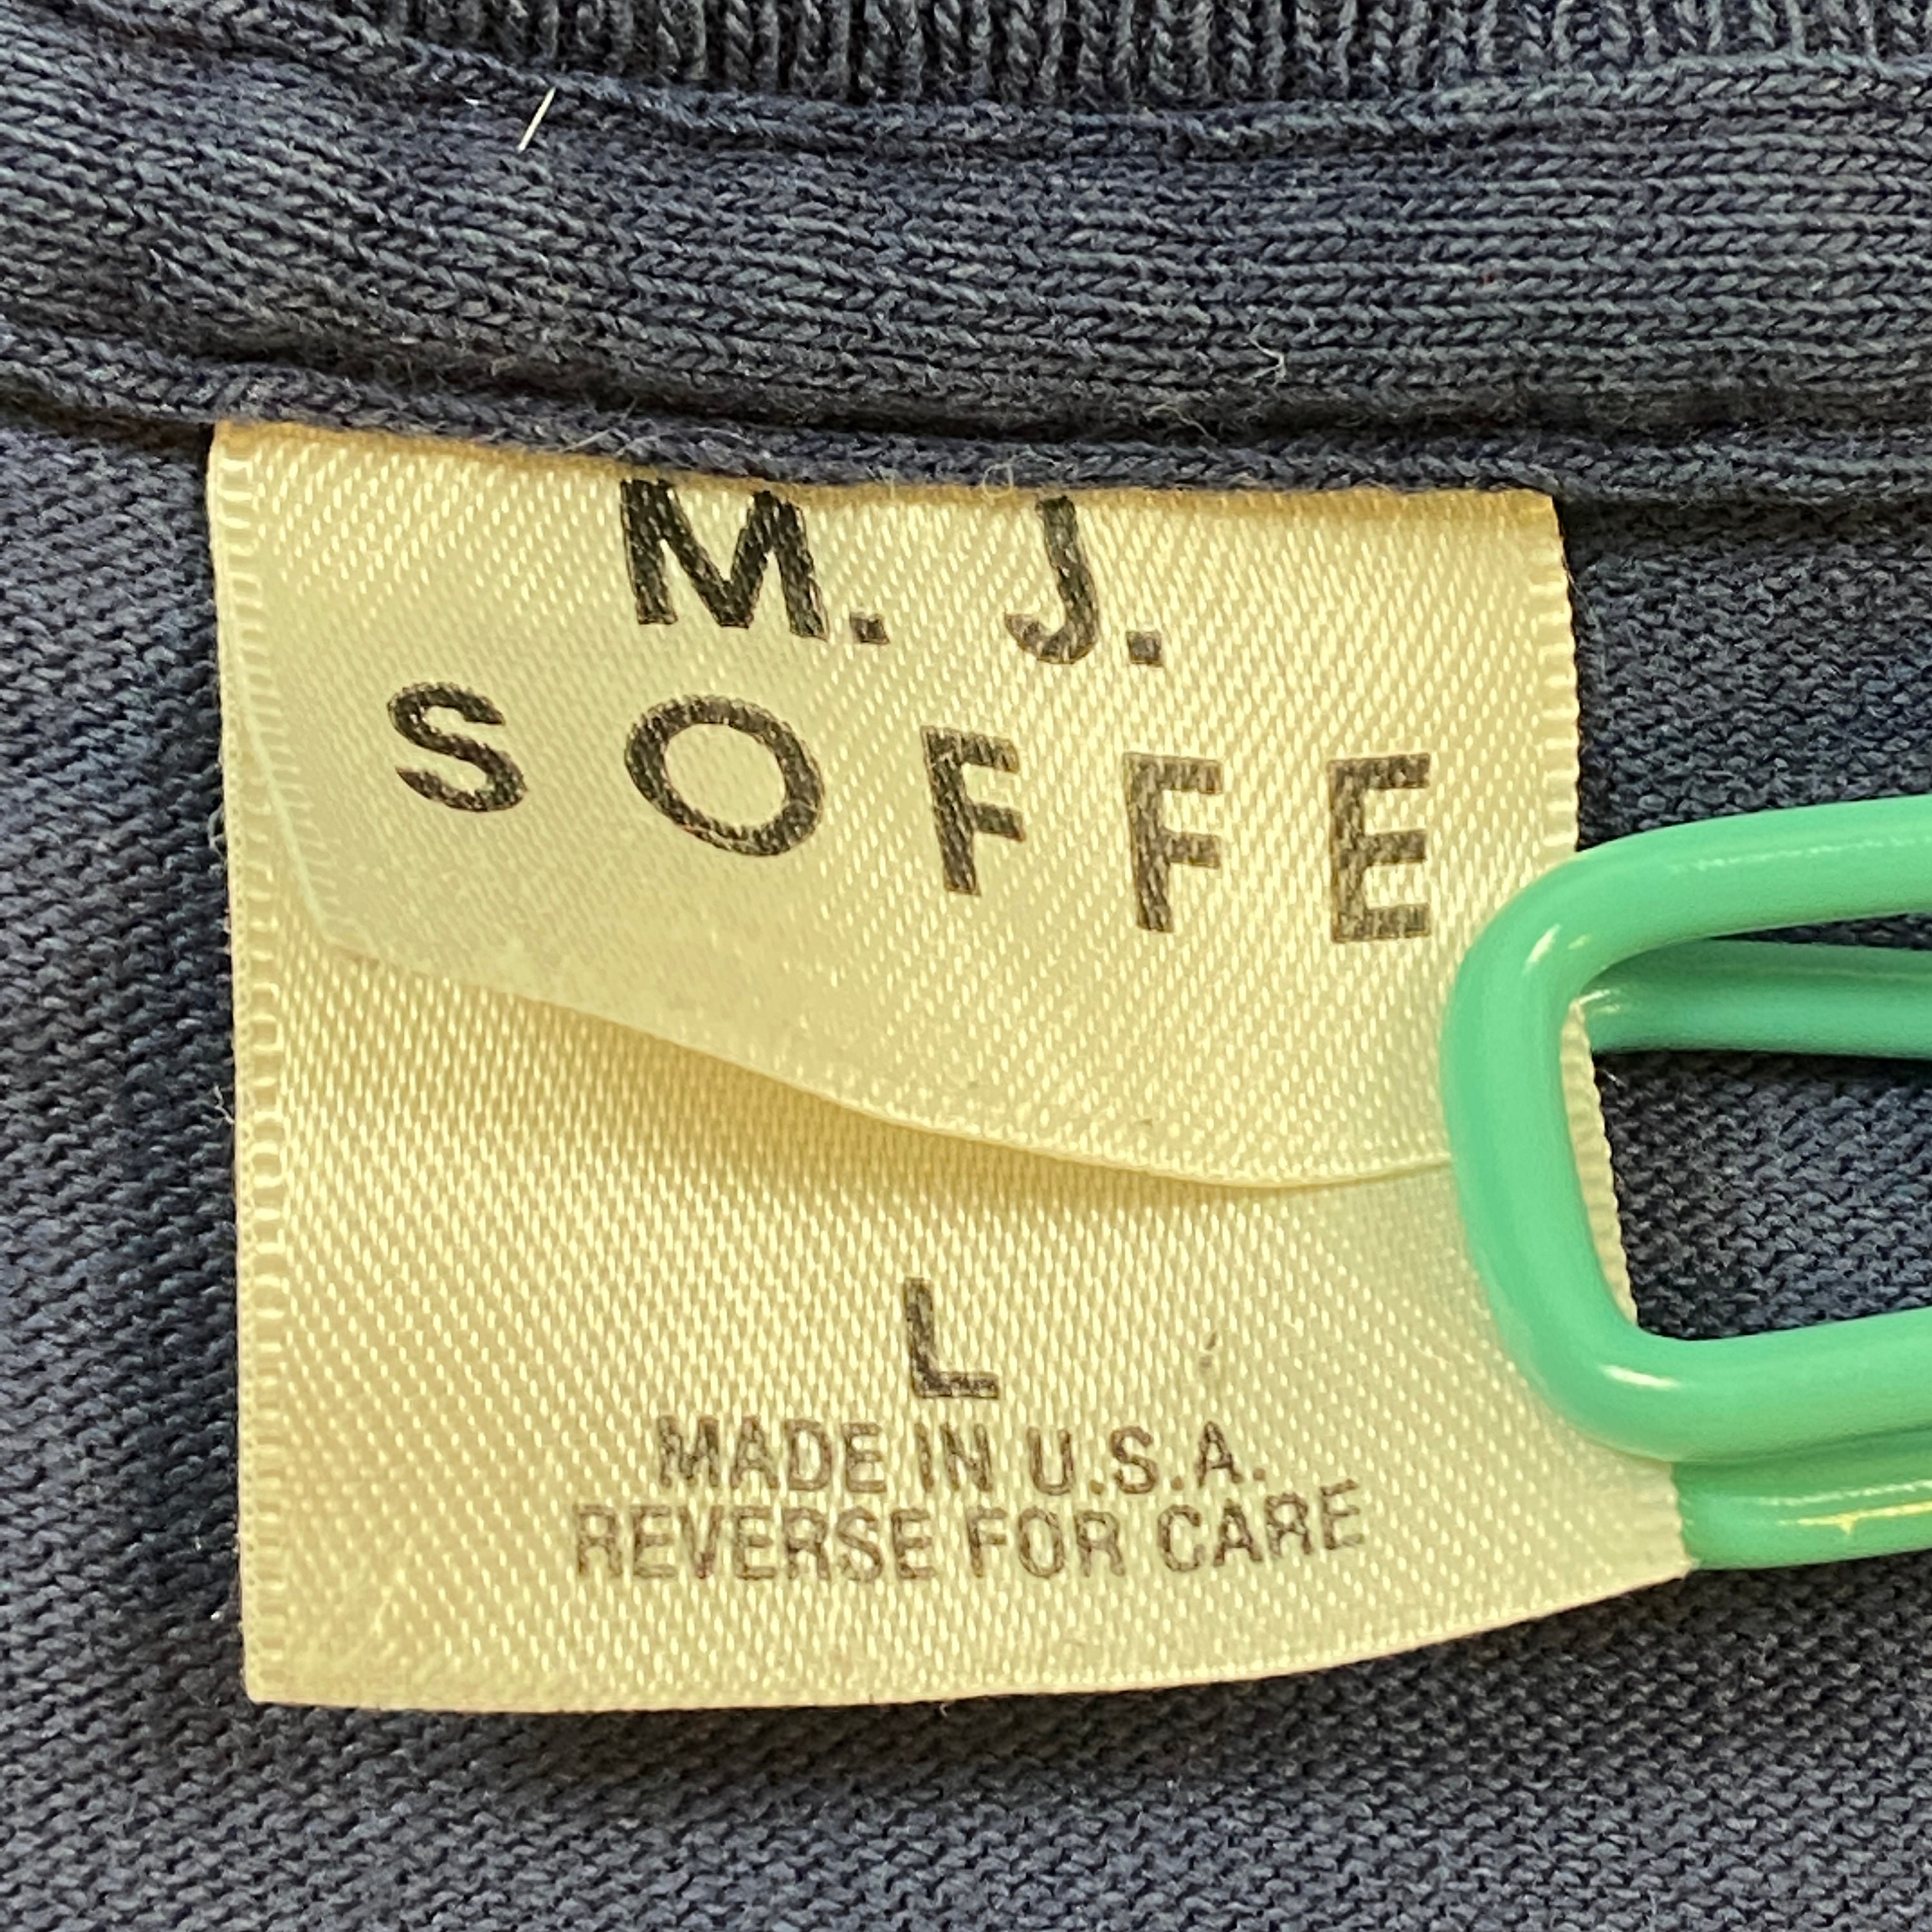 M. J.
SOFFE
L
MADE IN U.S.A.
REVERSE FOR CARE